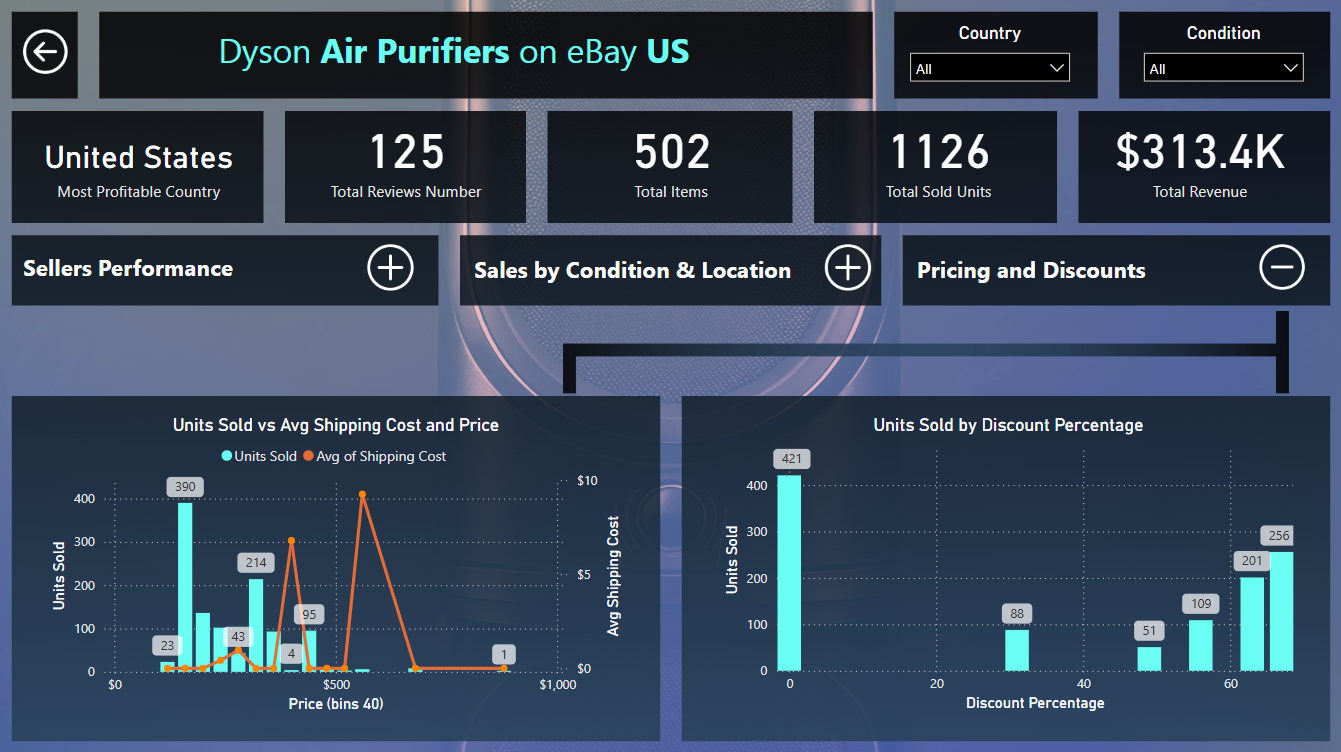 Dyson Air Purifiers on eBay US
Country
All
Condition
All
United States
Most Profitable Country
125
Total Reviews Number
502
Total Items
1126
Total Sold Units
$313.4K
Total Revenue
Sellers Performance
Sales by Condition & Location
Pricing and Discounts
Units Sold vs Avg Shipping Cost and Price
Units Sold Avg of Shipping Cost
Units Sold
400
300
200
100
0
23
390
43
214
4
95
1
$10
$5
$0
Avg Shipping Cost
$0 $500 $1,000
Price (bins 40)
Units Sold by Discount Percentage
Units Sold
400
300
200
100
0
421
88
51
109
201
256
0 20 40 60
Discount Percentage